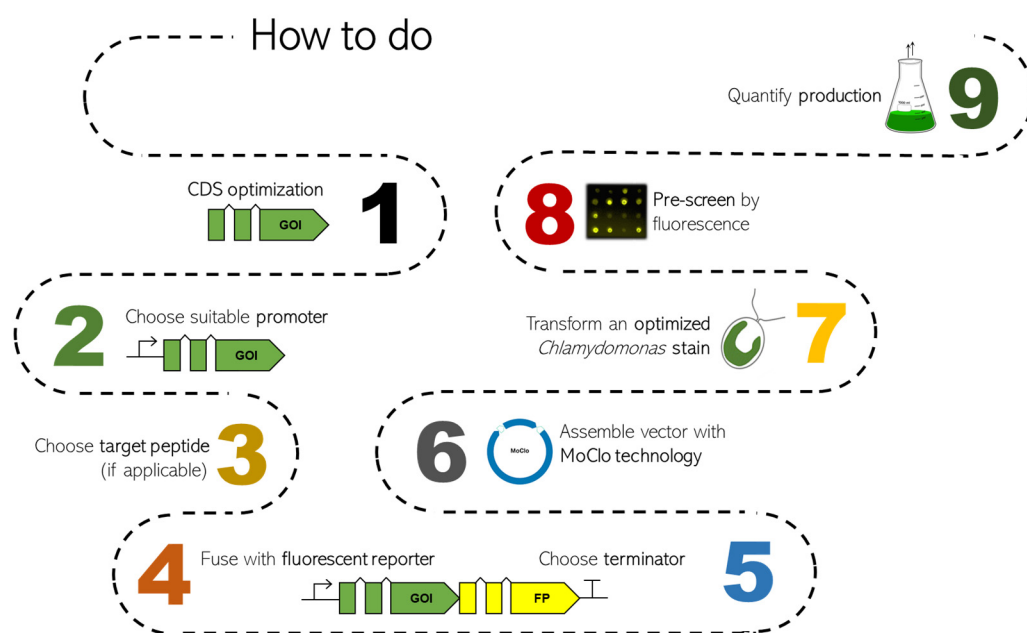 How to do
1
CDS optimization
GOI
2
Choose suitable promoter
GOI
3
Choose target peptide
(if applicable)
4
Fuse with fluorescent reporter
GOI
FP
5
Choose terminator
6
MoClo
Assemble vector with
MoClo technology
7
Transform an optimized
Chlamydomonas stain
8
Pre-screen by
fluorescence
9
Quantify production